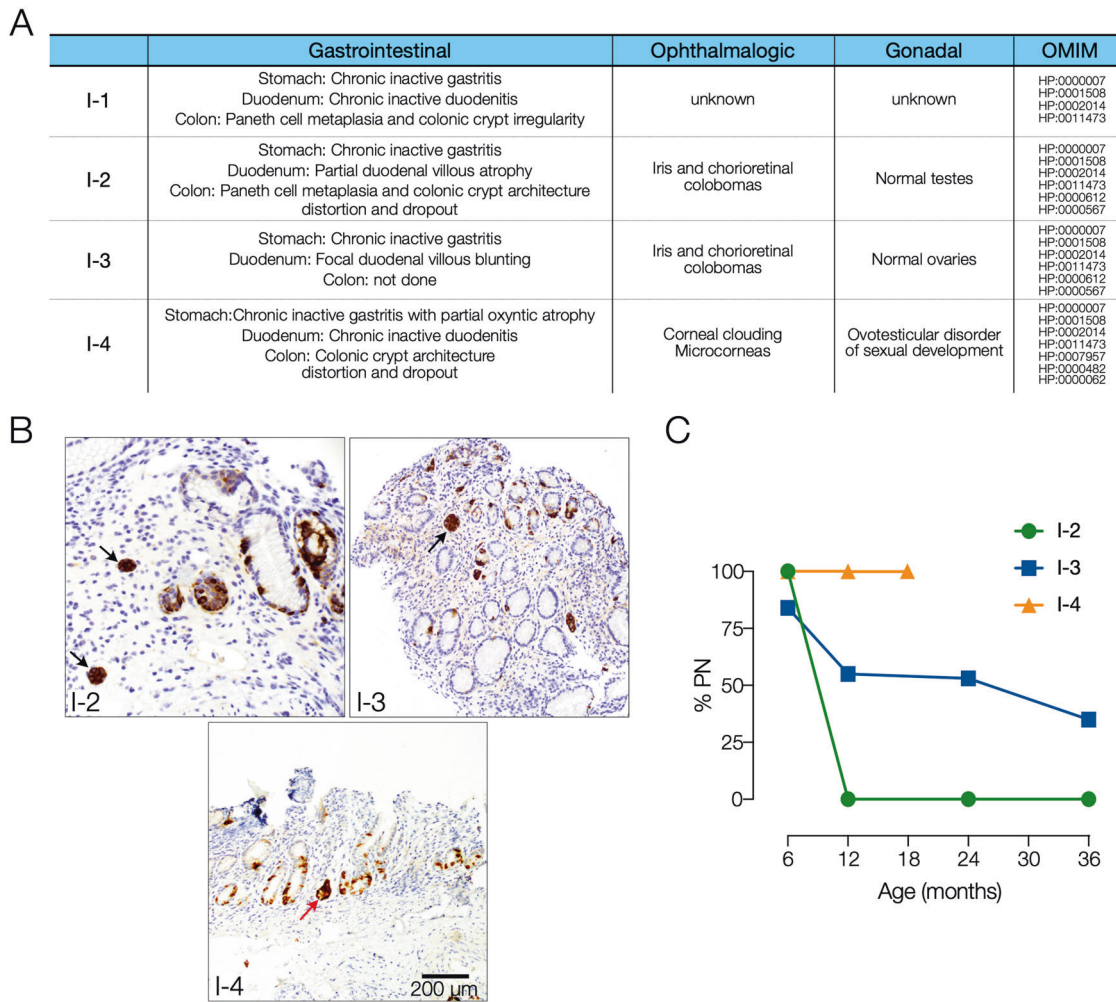 A
Gastrointestinal Ophthalmalogic Gonadal OMIM
I-1
Stomach: Chronic inactive gastritis
Duodenum: Chronic inactive duodenitis
Colon: Paneth cell metaplasia and colonic crypt irregularity
unknown
unknown
HP:0000007
HP:0001508
HP:0002014
HP:0011473
I-2
Stomach: Chronic inactive gastritis
Duodenum: Partial duodenal villous atrophy
Colon: Paneth cell metaplasia and colonic crypt architecture
distortion and dropout
Iris and chorioretinal
colobomas
Normal testes
HP:0000007
HP:0001508
HP:0002014
HP:0011473
HP:0000612
HP:0000567
I-3
Stomach: Chronic inactive gastritis
Duodenum: Focal duodenal villous blunting
Colon: not done
Iris and chorioretinal
colobomas
Normal ovaries
HP:0000007
HP:0001508
HP:0002014
HP:0011473
HP:0000612
HP:0000567
I-4
Stomach:Chronic inactive gastritis with partial oxyntic atrophy
Duodenum: Chronic inactive duodenitis
Colon: Colonic crypt architecture
distortion and dropout
Corneal clouding
Microcorneas
Ovotesticular disorder
of sexual development
HP:0000007
HP:0001508
HP:0002014
HP:0011473
HP:0007957
HP:0000482
HP:0000062
B
I-2
I-3
I-4
200 µm
C
I-2
I-3
I-4
100
75
50
25
0
% PN
6 12 18 24 30 36
Age (months)